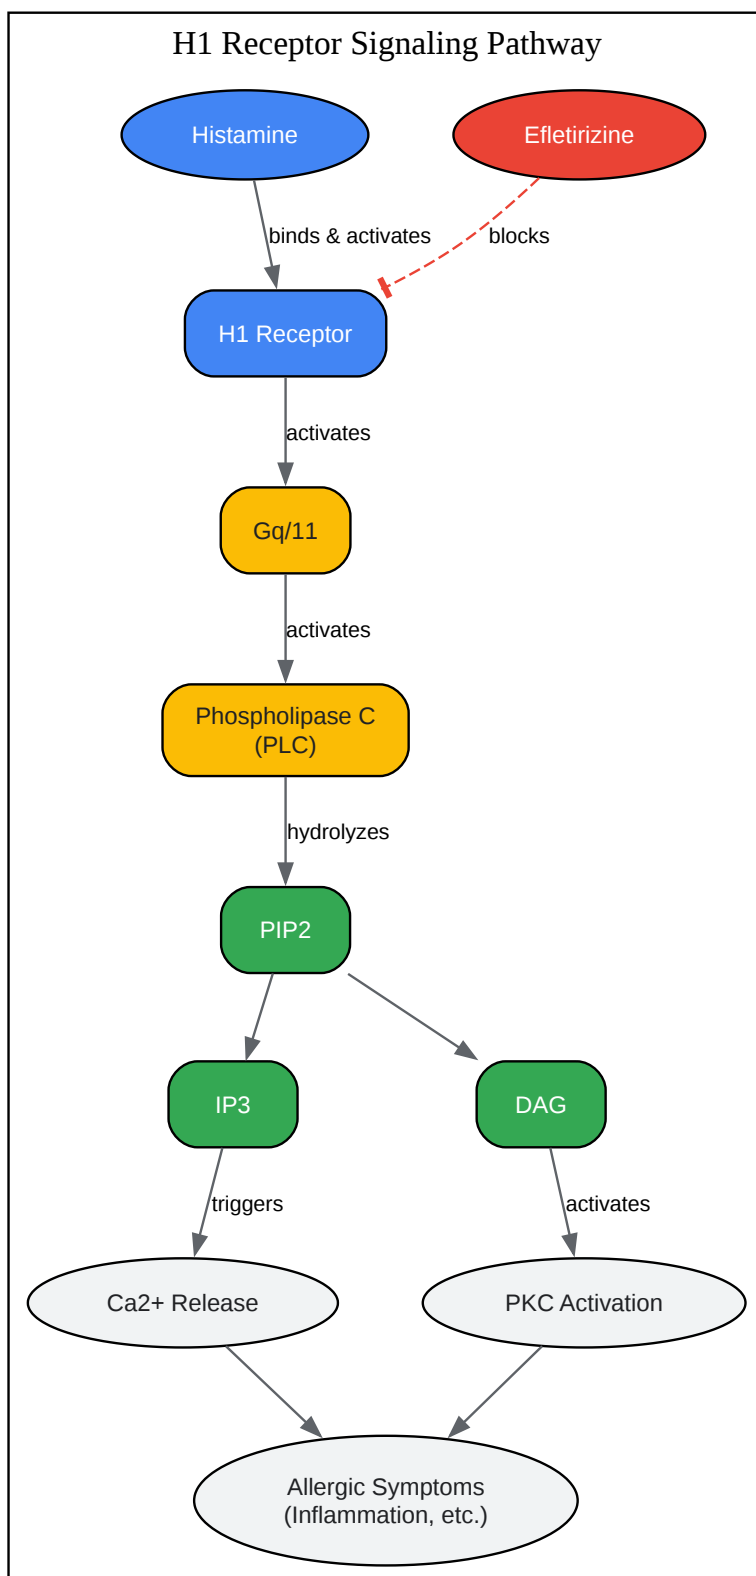 H1 Receptor Signaling Pathway
Histamine
Efletirizine
binds & activates
blocks
H1 Receptor
activates
Gq/11
activates
Phospholipase C
(PLC)
hydrolyzes
PIP2
IP3
DAG
triggers
activates
Ca2+ Release
PKC Activation
Allergic Symptoms
(Inflammation, etc.)